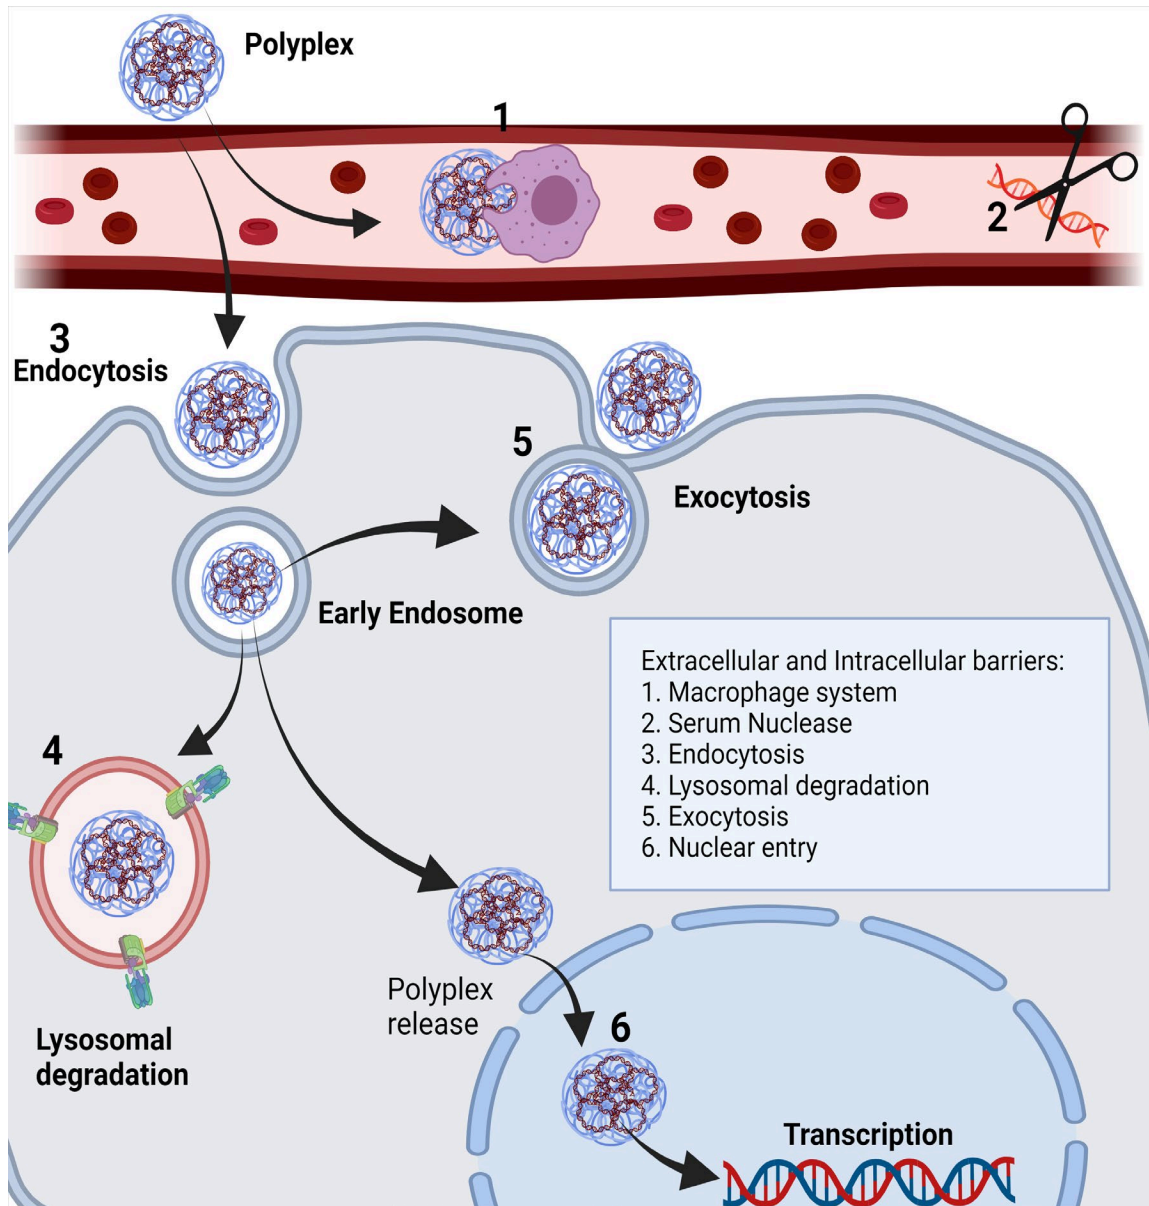 Polyplex
1
2
3
Endocytosis
5
Exocytosis
Early Endosome
Extracellular and Intracellular barriers:
1. Macrophage system
2. Serum Nuclease
3. Endocytosis
4. Lysosomal degradation
5. Exocytosis
6. Nuclear entry
4
Lysosomal
degradation
Polyplex
release
6
Transcription